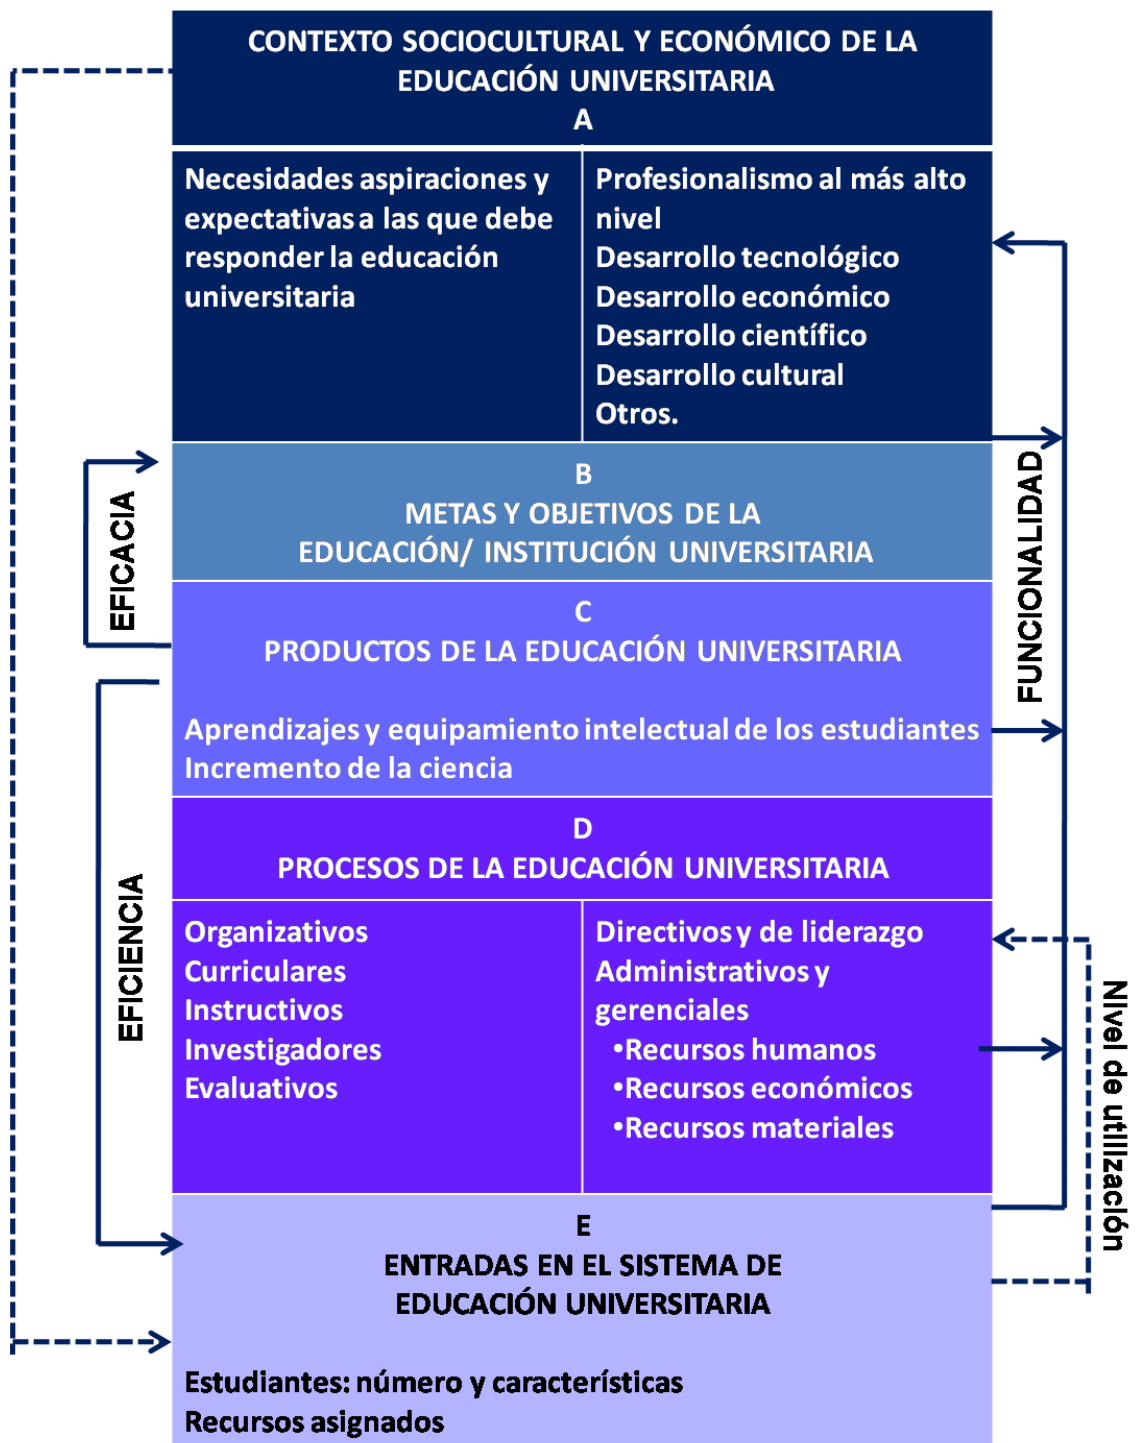 CONTEXTO SOCIOCULTURAL Y ECONÓMICO DE LA
EDUCACIÓN UNIVERSITARIA
A
Necesidades aspiraciones y
expectativas a las que debe
responder la educación
universitaria
Profesionalismo al más alto
nivel
Desarrollo tecnológico
Desarrollo económico
Desarrollo científico
Desarrollo cultural
Otros.
EFICACIA
B
METAS Y OBJETIVOS DE LA
EDUCACIÓN/ INSTITUCIÓN UNIVERSITARIA
FUNCIONALIDAD
C
PRODUCTOS DE LA EDUCACIÓN UNIVERSITARIA
Aprendizajes y equipamiento intelectual de los estudiantes
Incremento de la ciencia
EFICIENCIA
D
PROCESOS DE LA EDUCACIÓN UNIVERSITARIA
Organizativos
Curriculares
Instructivos
Investigadores
Evaluativos
Directivos y de liderazgo
Administrativos y
gerenciales
•Recursos humanos
•Recursos económicos
•Recursos materiales
Nivel de utilización
E
ENTRADAS EN EL SISTEMA DE
EDUCACIÓN UNIVERSITARIA
Estudiantes: número y características
Recursos asignados